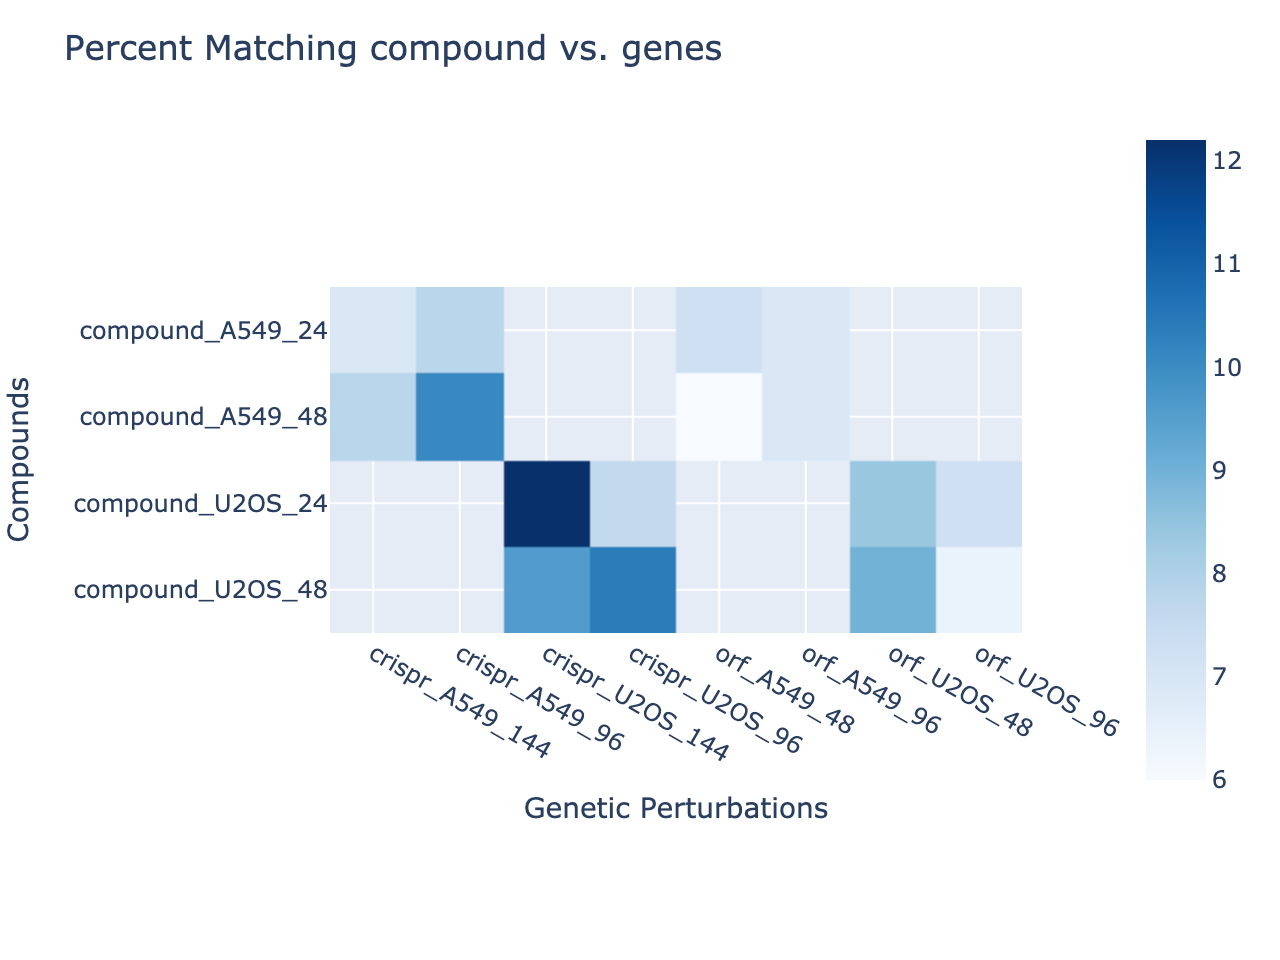 Percent Matching compound vs. genes
12
11
10
9
8
7
6
Compounds
compound_A549_24
compound_A549_48
compound_U2OS_24
compound_U2OS_48
crispr_A549_144
crispr_A549_96
crispr_U2OS_144
crispr_U2OS_96
orf_A549_48
orf_A549_96
orf_U2OS_48
orf_U2OS_96
Genetic Perturbations